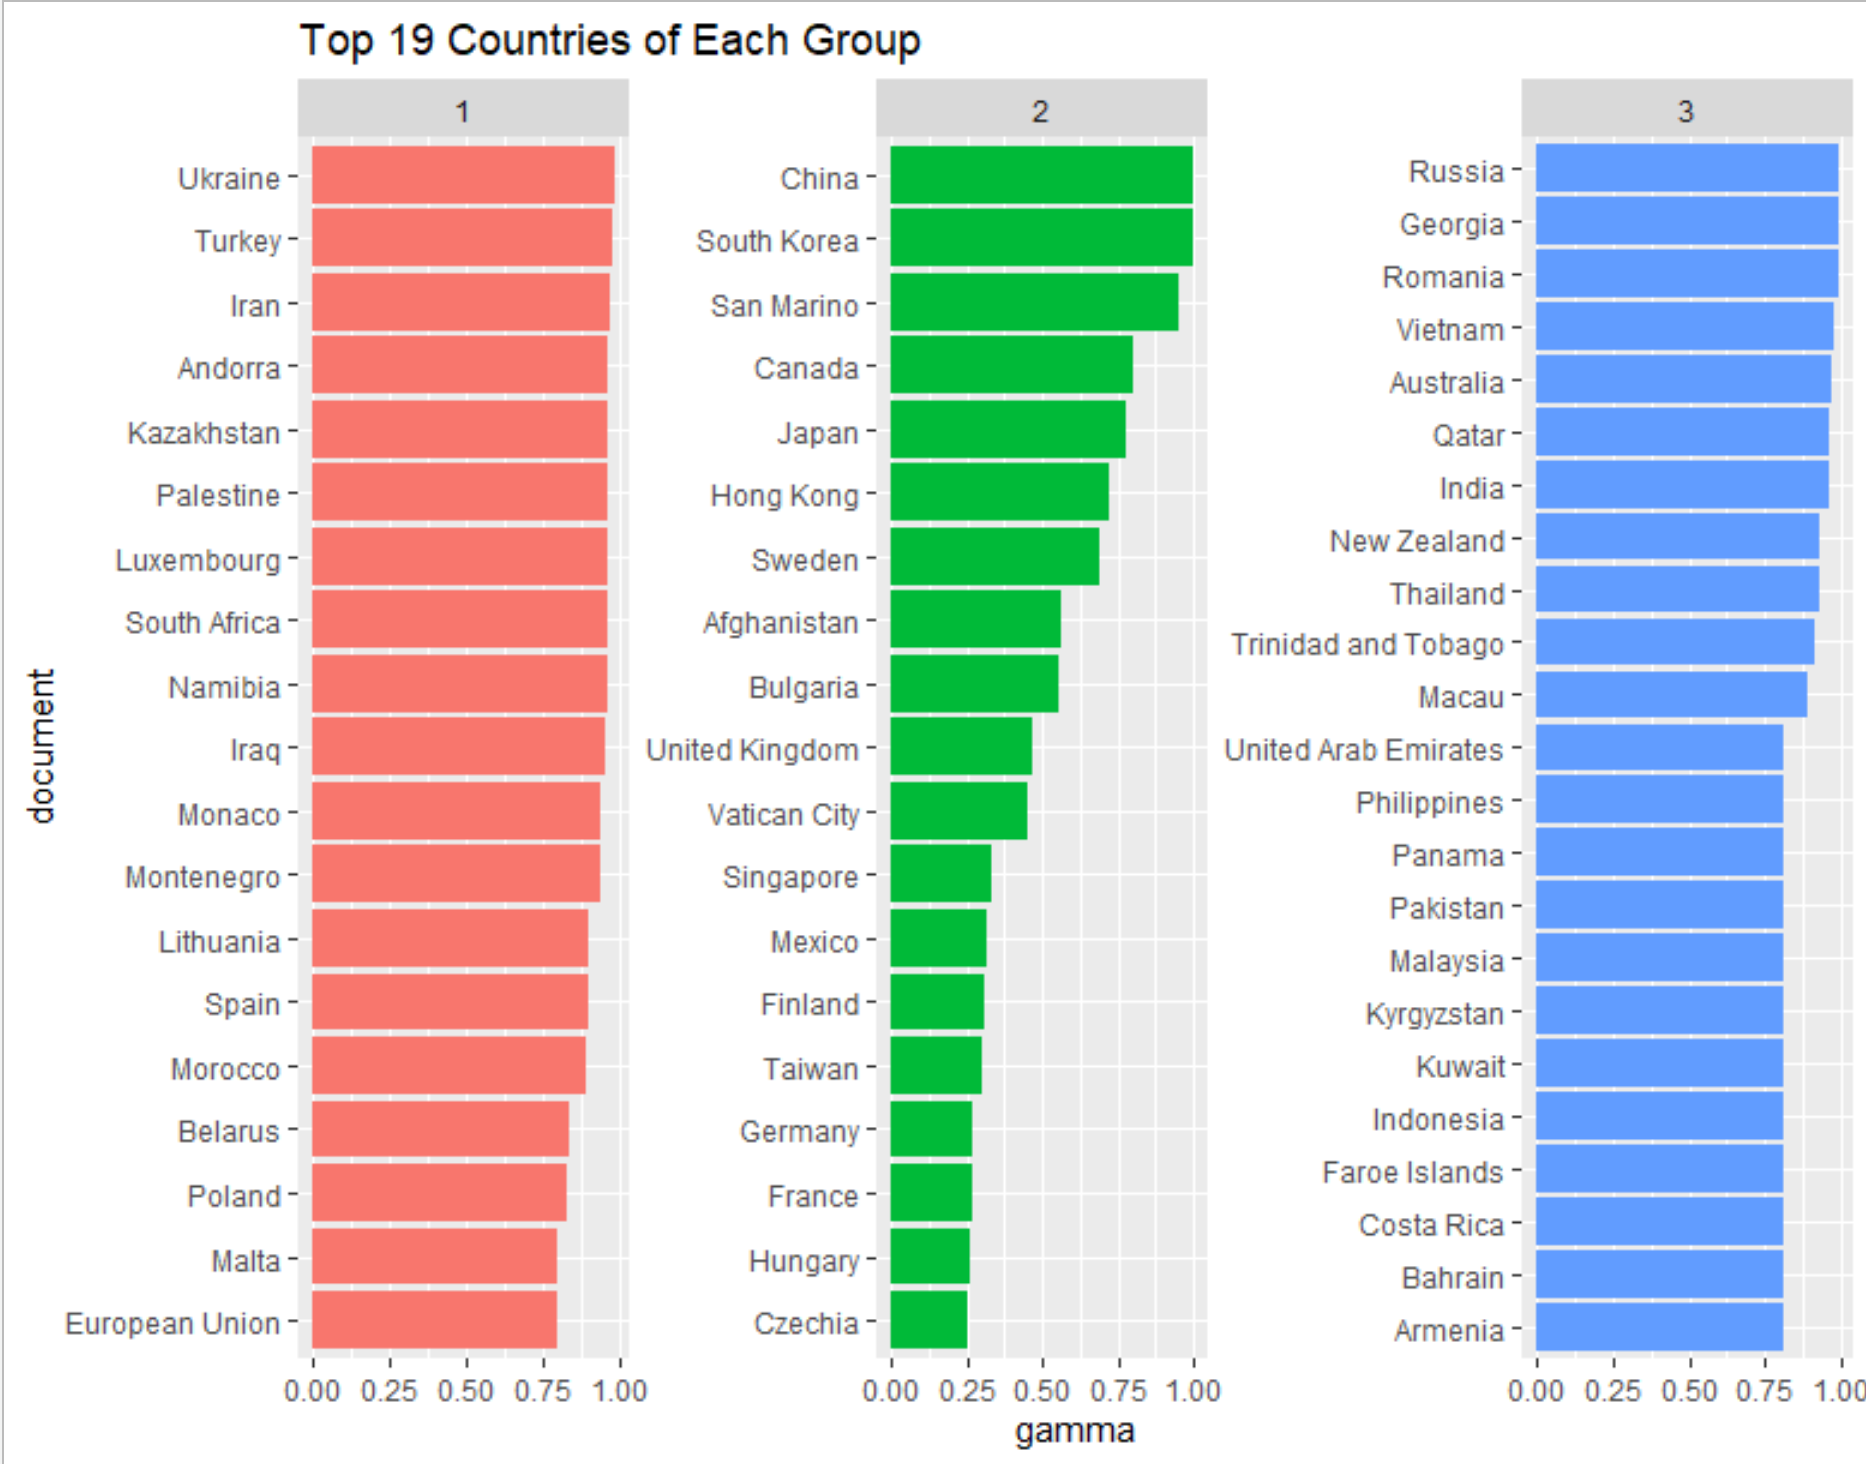 Top 19 Countries of Each Group
1
2
3
document
Ukraine
Turkey
Iran
Andorra
Kazakhstan
Palestine
Luxembourg
South Africa
Namibia
Iraq
Monaco
Montenegro
Lithuania
Spain
Morocco
Belarus
Poland
Malta
European Union
0.00 0.25 0.50 0.75 1.00
China
South Korea
San Marino
Canada
Japan
Hong Kong
Sweden
Afghanistan
Bulgaria
United Kingdom
Vatican City
Singapore
Mexico
Finland
Taiwan
Germany
France
Hungary
Czechia
0.00 0.25 0.50 0.75 1.00
Russia
Georgia
Romania
Vietnam
Australia
Qatar
India
New Zealand
Thailand
Trinidad and Tobago
Macau
United Arab Emirates
Philippines
Panama
Pakistan
Malaysia
Kyrgyzstan
Kuwait
Indonesia
Faroe Islands
Costa Rica
Bahrain
Armenia
0.00 0.25 0.50 0.75 1.00
gamma